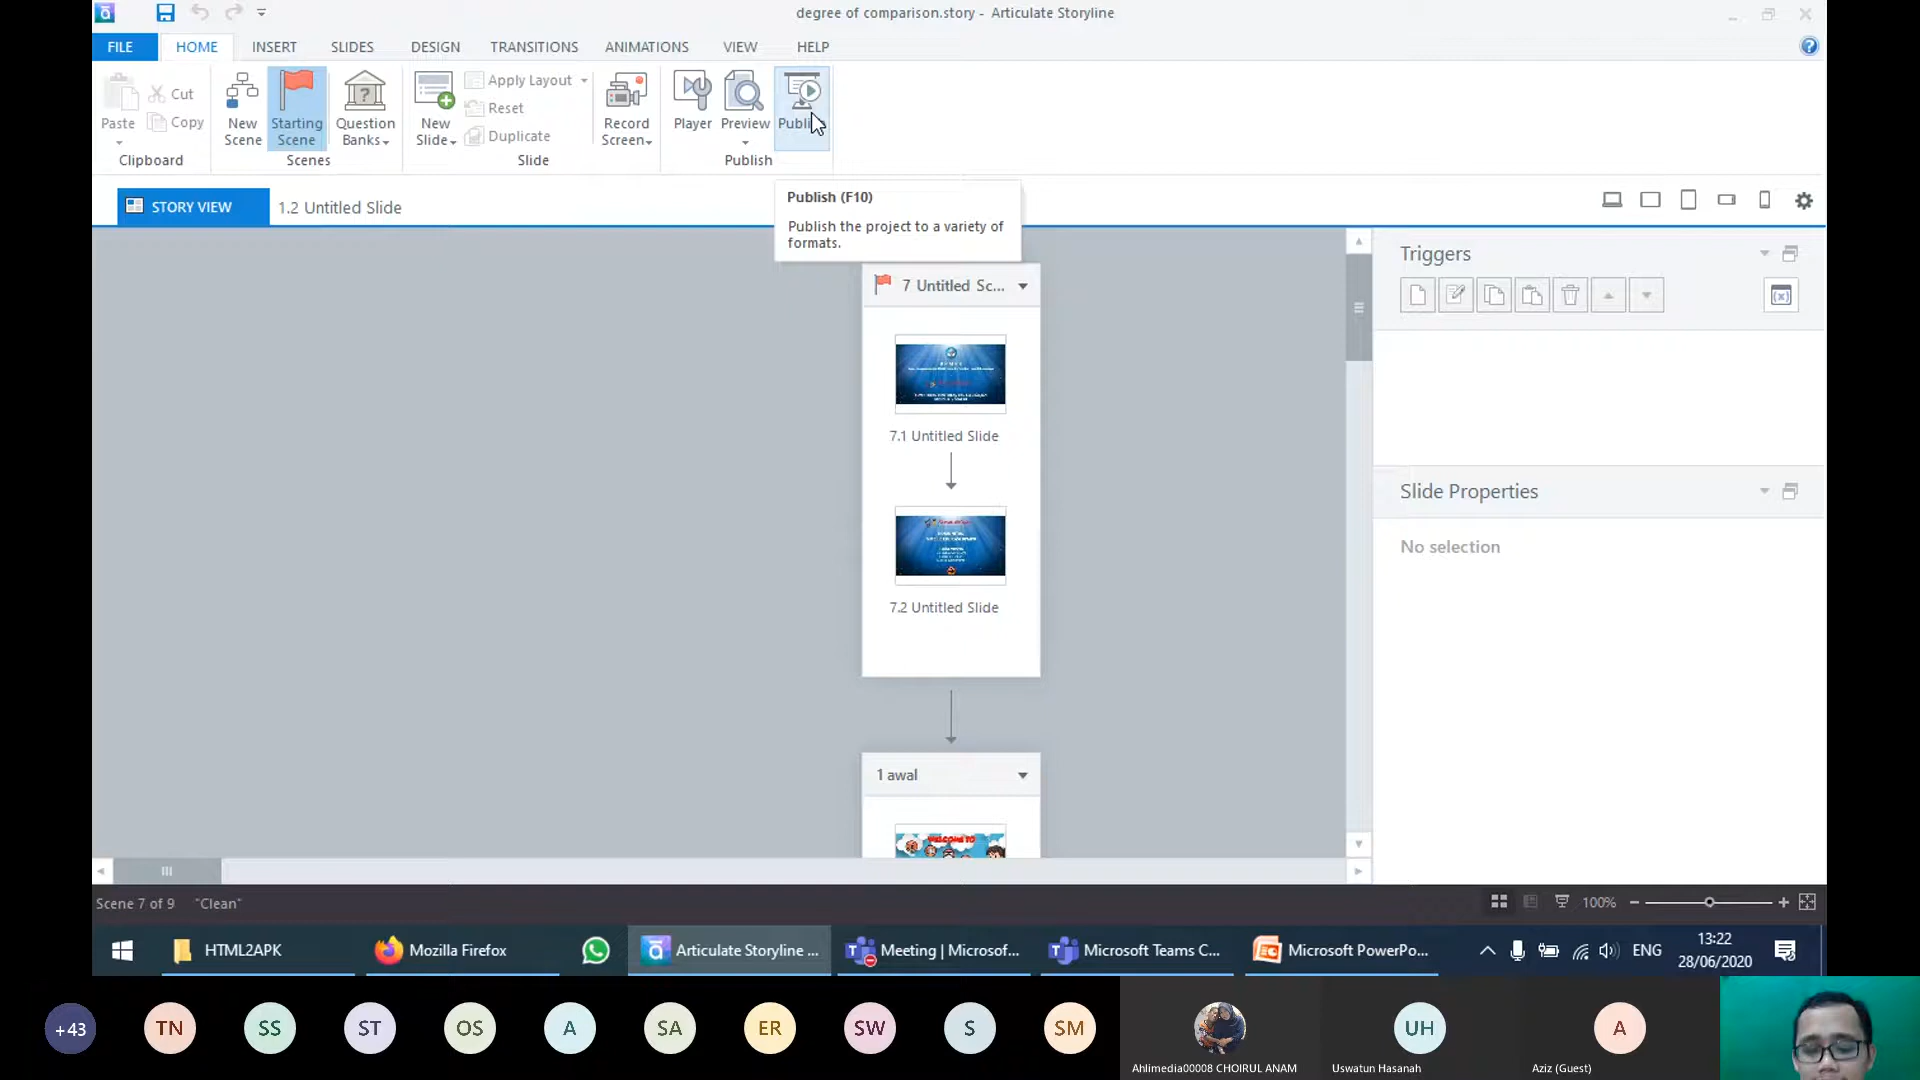 degree of comparison.story - Articulate Storyline
FILE HOME INSERT SLIDES DESIGN TRANSITIONS ANIMATIONS VIEW HELP
Paste
Cut
Copy
Clipboard
New Scene
Starting Scene
Question Banks
Scenes
New Slide
Apply Layout
Reset
Duplicate
Slide
Record Screen
Player
Preview
Publish
STORY VIEW
1.2 Untitled Slide
Publish (F10)
Publish the project to a variety of
formats.
Triggers
7 Untitled Sc...
7.1 Untitled Slide
7.2 Untitled Slide
Slide Properties
No selection
1 awal
WELCOME TO
Scene 7 of 9 "Clean"
100%
HTML2APK
Mozilla Firefox
Articulate Storyline ...
Meeting | Microsof...
Microsoft Teams C...
Microsoft PowerPo...
ENG
13:22
28/06/2020
+43 TN SS ST OS A SA ER SW S SM UH A
Ahlimedia00008 CHOIRUL ANAM
Uswatun Hasanah
Aziz (Guest)